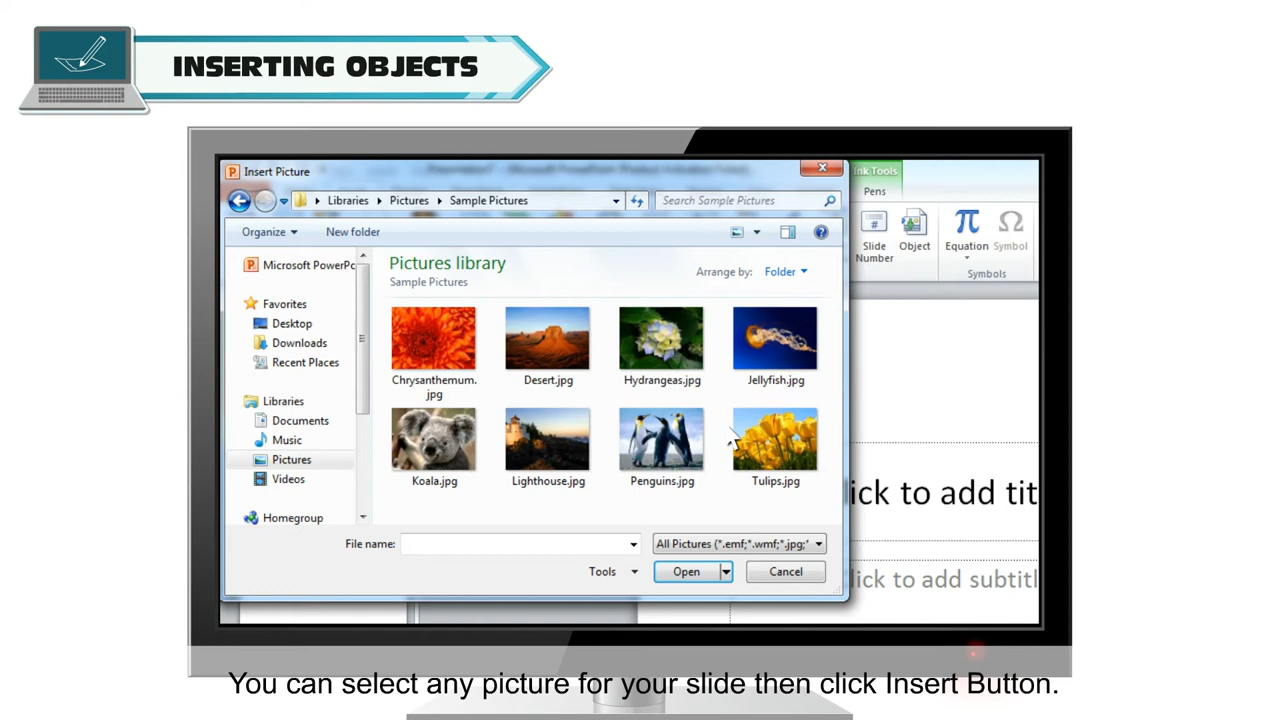 INSERTING OBJECTS
Insert Picture
Ink Tools
Libraries Pictures Sample Pictures
Search Sample Pictures
Pens
Organize
New folder
Slide
Number
Object
Equation
Symbol
Symbols
Microsoft PowerPo
Pictures library
Sample Pictures
Arrange by: Folder
Favorites
Desktop
Downloads
Recent Places
Libraries
Documents
Music
Pictures
Videos
Homegroup
Chrysanthemum.
jpg
Desert.jpg
Hydrangeas.jpg
Jellyfish.jpg
Koala.jpg
Lighthouse.jpg
Penguins.jpg
Tulips.jpg
File name:
All Pictures (*.emf;*.wmf;*.jpg;*
Tools
Open
Cancel
lick to add tit
lick to add subtitl
You can select any picture for your slide then click Insert Button.